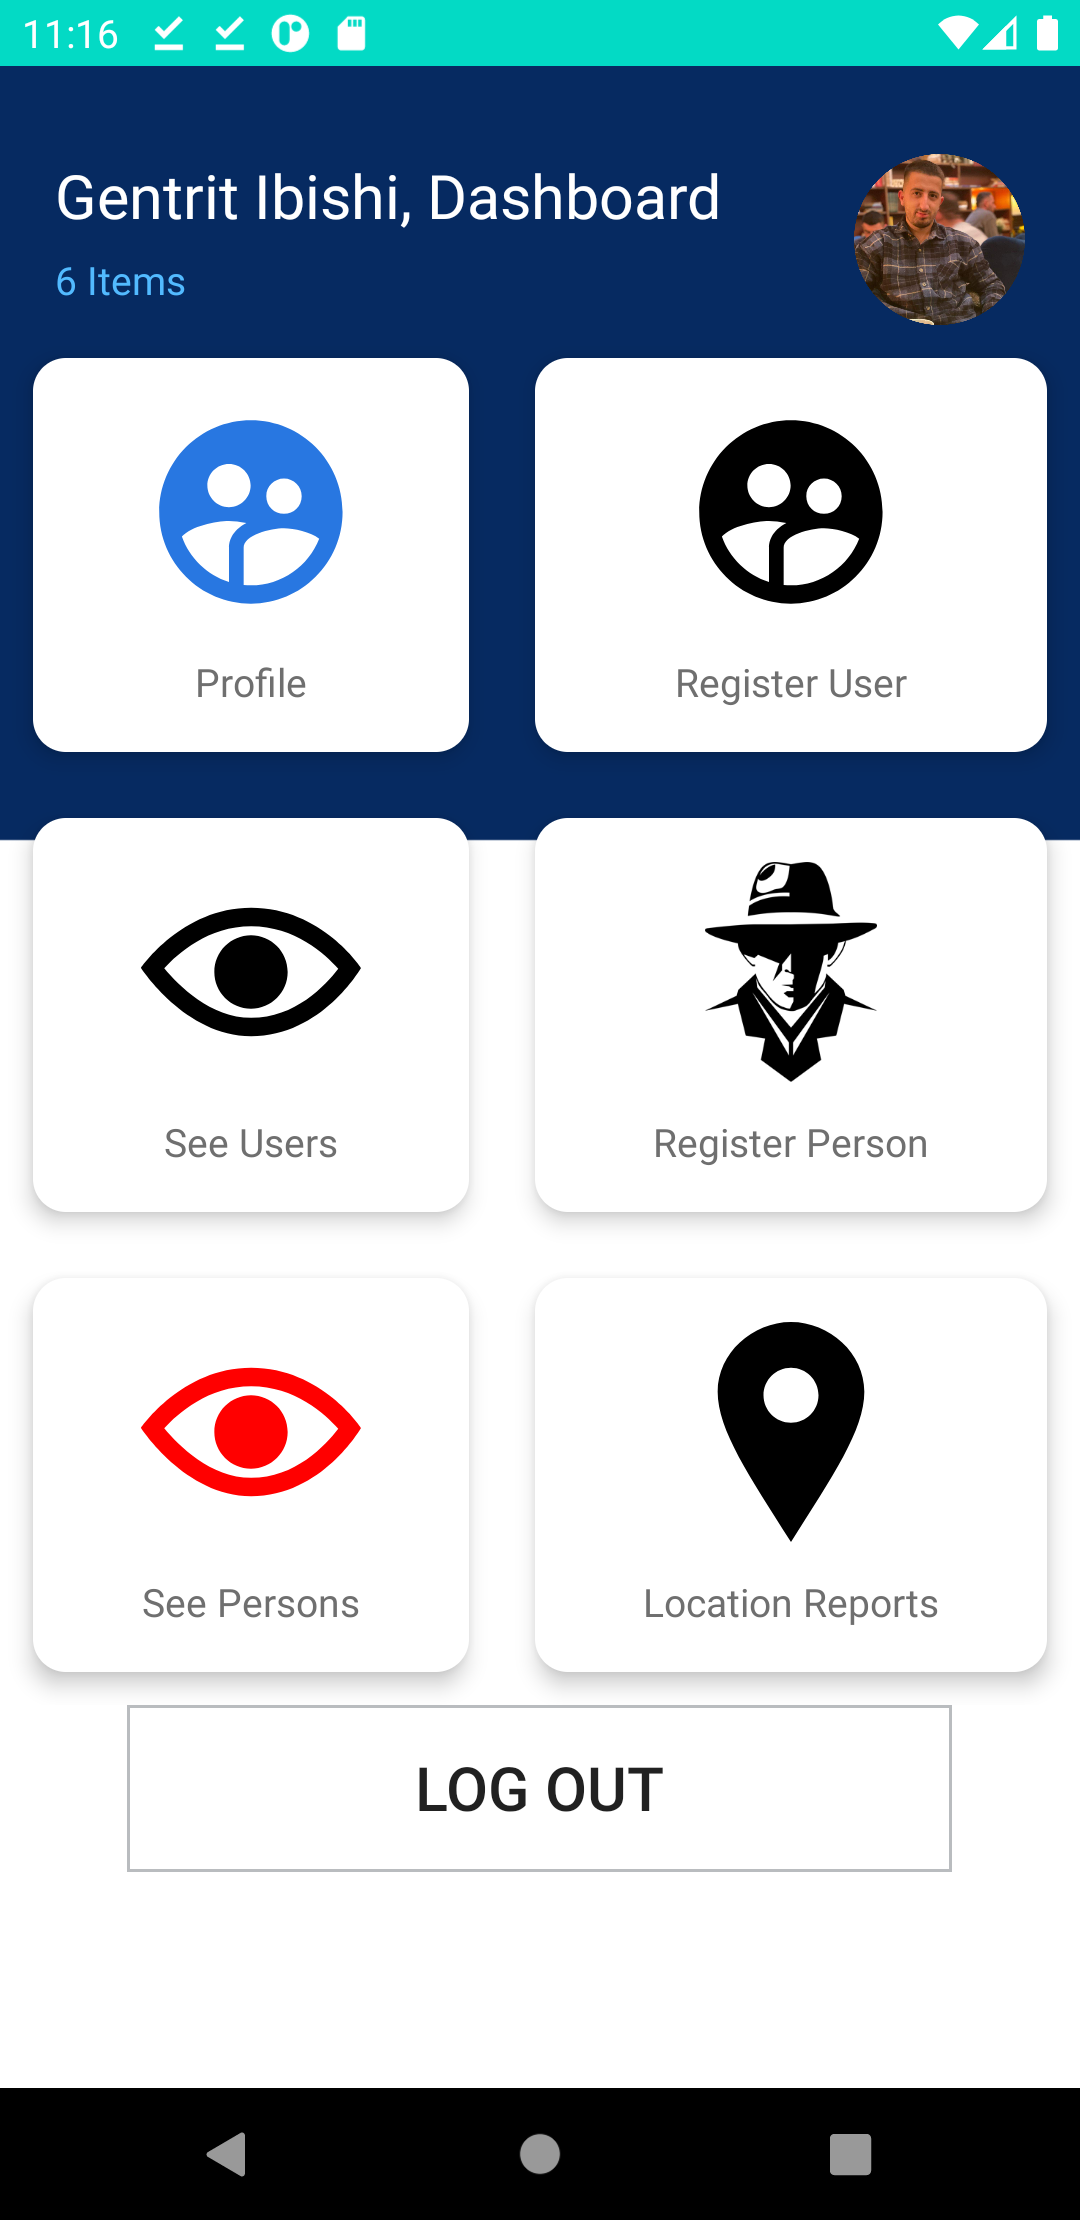 11:16
Gentrit Ibishi, Dashboard
6 Items
Profile
Register User
See Users
Register Person
See Persons
Location Reports
LOG OUT